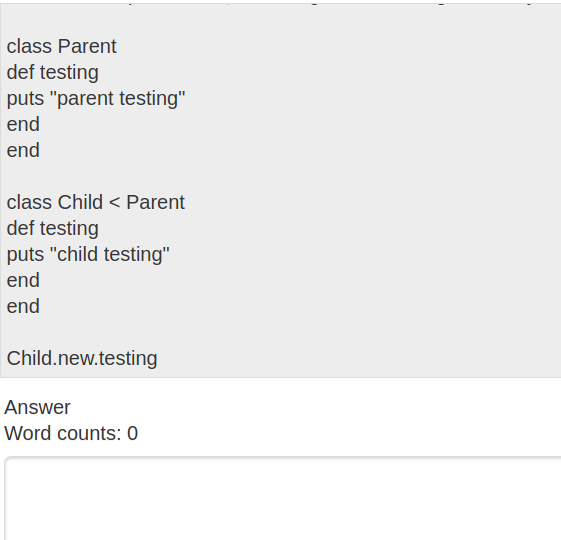 class Parent
def testing
puts "parent testing"
end
end
class Child < Parent
def testing
puts "child testing"
end
end
Child.new.testing
Answer
Word counts: 0